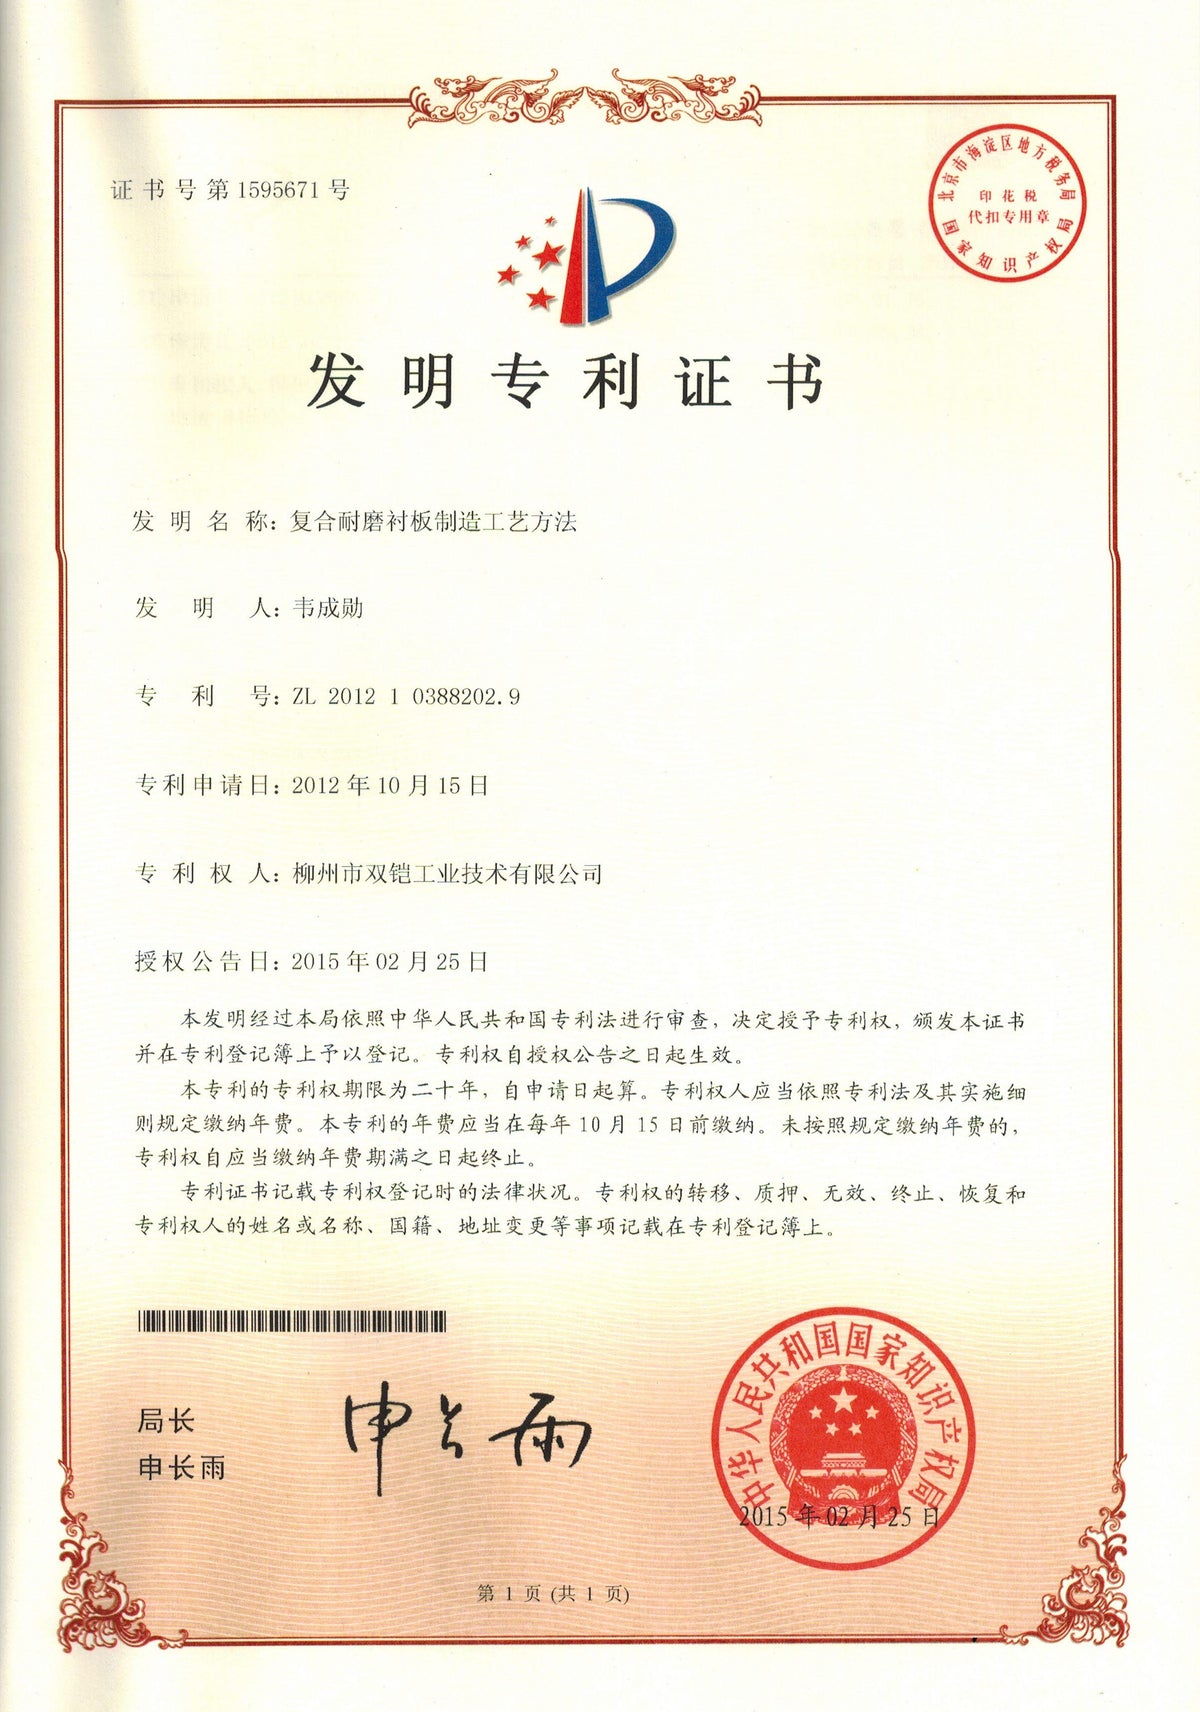 证书号第1595671号
北京市海淀区地方税务局
印花税
代扣专用章
国家知识产权局
发明专利证书
发明名称:复合耐磨衬板制造工艺方法
发明人:韦成勋
专利号:ZL 2012 1 0388202.9
专利申请日:2012年10月15日
专利权人:柳州市双铠工业技术有限公司
授权公告日:2015年02月25日
本发明经过本局依照中华人民共和国专利法进行审查,决定授予专利权,颁发本证书
并在专利登记簿上予以登记。专利权自授权公告之日起生效。
本专利的专利权期限为二十年,自申请日起算。专利权人应当依照专利法及其实施细
则规定缴纳年费。本专利的年费应当在每年10月15日前缴纳。未按照规定缴纳年费的,
专利权自应当缴纳年费期满之日起终止。
专利证书记载专利权登记时的法律状况。专利权的转移、质押、无效、终止、恢复和
专利权人的姓名或名称、国籍、地址变更等事项记载在专利登记簿上。
局长
申长雨
申长雨
中华人民共和国国家知识产权局
2015年02月25日
第1页(共1页)